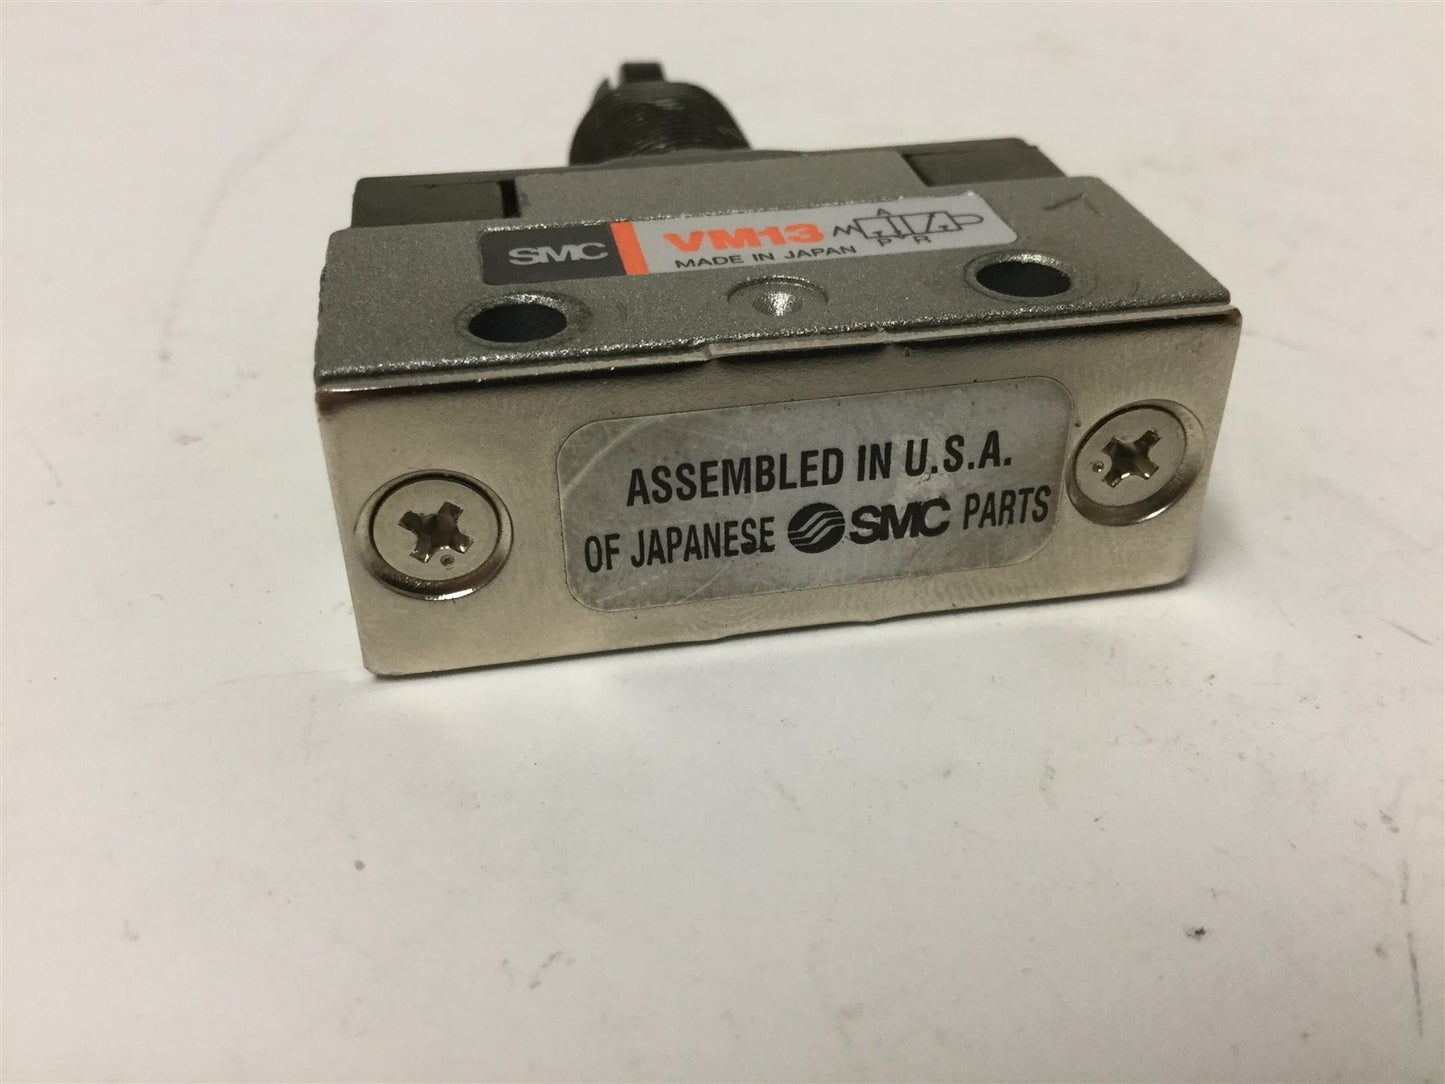 SMC VM13
A
P R
MADE IN JAPAN
ASSEMBLED IN U.S.A.
OF JAPANESE SMC PARTS